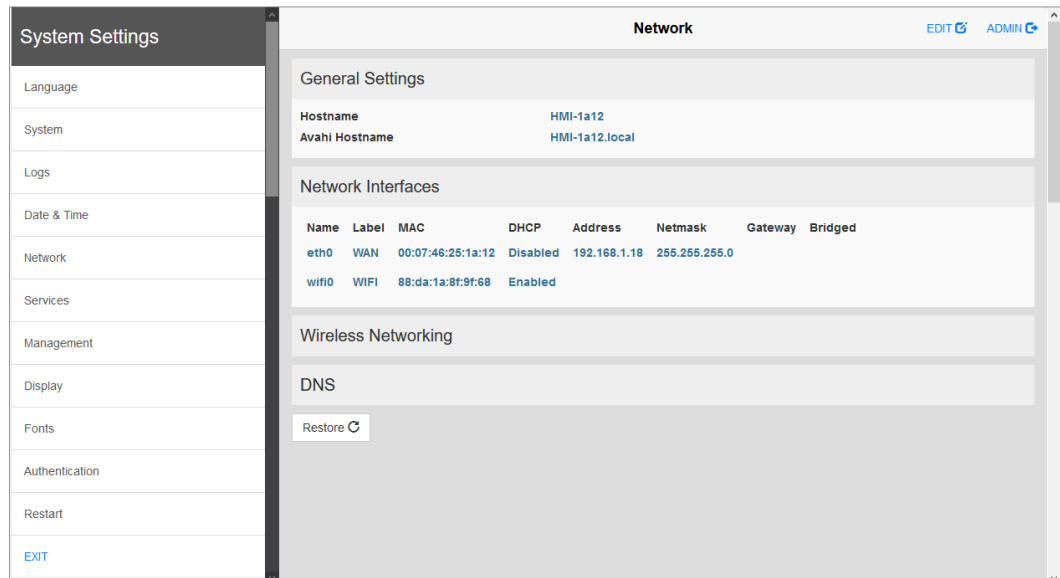 System Settings
Language
System
Logs
Date & Time
Network
Services
Management
Display
Fonts
Authentication
Restart
EXIT
Network EDIT ADMIN
General Settings
Hostname HMI-1a12
Avahi Hostname HMI-1a12.local
Network Interfaces
Name Label MAC DHCP Address Netmask Gateway Bridged
eth0 WAN 00:07:46:25:1a:12 Disabled 192.168.1.18 255.255.255.0
wifi0 WIFI 88:da:1a:8f:9f:68 Enabled
Wireless Networking
DNS
Restore